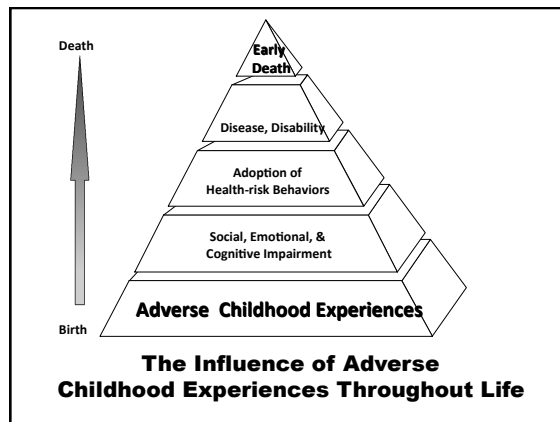 Death
Early
Death
Disease, Disability
Adoption of
Health-risk Behaviors
Social, Emotional, &
Cognitive Impairment
Adverse Childhood Experiences
Birth
The Influence of Adverse
Childhood Experiences Throughout Life